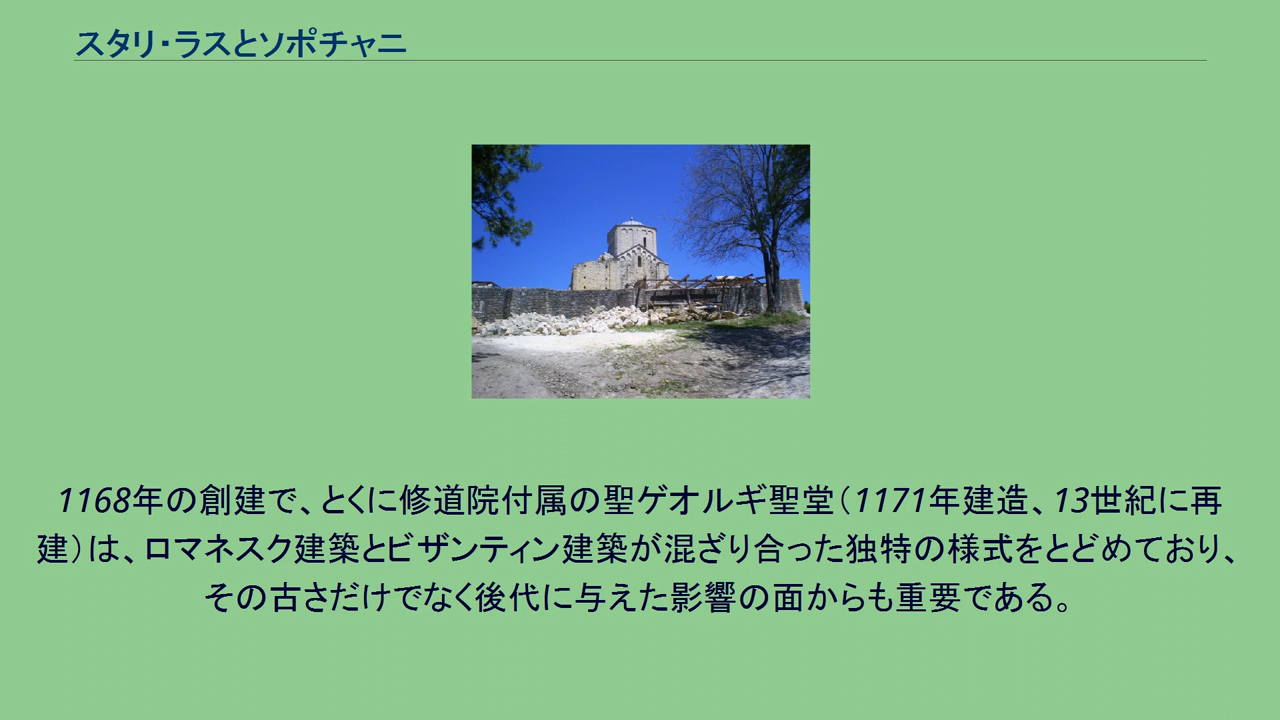 スタリ・ラスとソポチャニ
1168年の創建で、とくに修道院付属の聖ゲオルギ聖堂（1171年建造、13世紀に再
建）は、ロマネスク建築とビザンティン建築が混ざり合った独特の様式をとどめており、
その古さだけでなく後代に与えた影響の面からも重要である。